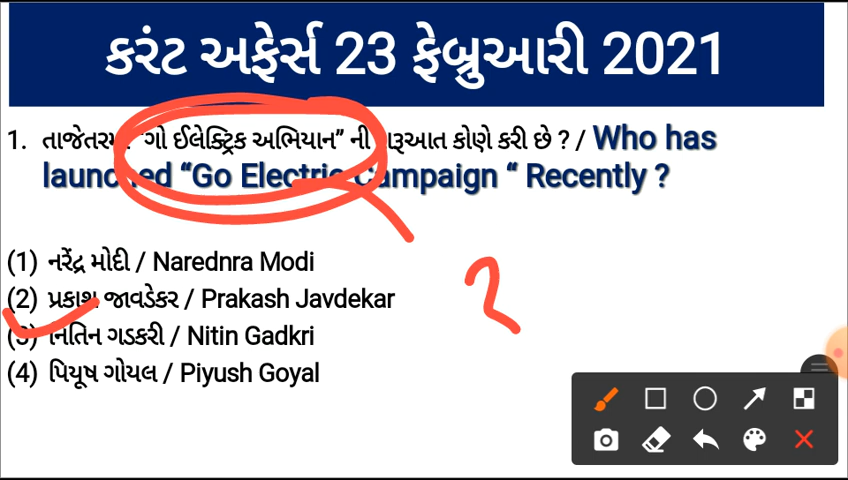 કરંટ અફેર્સ 23 ફેબ્રુઆરી 2021
1. તાજેતરમાં “ગો ઈલેક્ટ્રિક અભિયાન” ની શરૂઆત કોણે કરી છે ? / Who has
launched “Go Electric Campaign “ Recently ?
(1) નરેંદ્ર મોદી / Narednra Modi
(2) પ્રકાશ જાવડેકર / Prakash Javdekar
(3) નિતિન ગડકરી / Nitin Gadkri
(4) પિયૂષ ગોયલ / Piyush Goyal